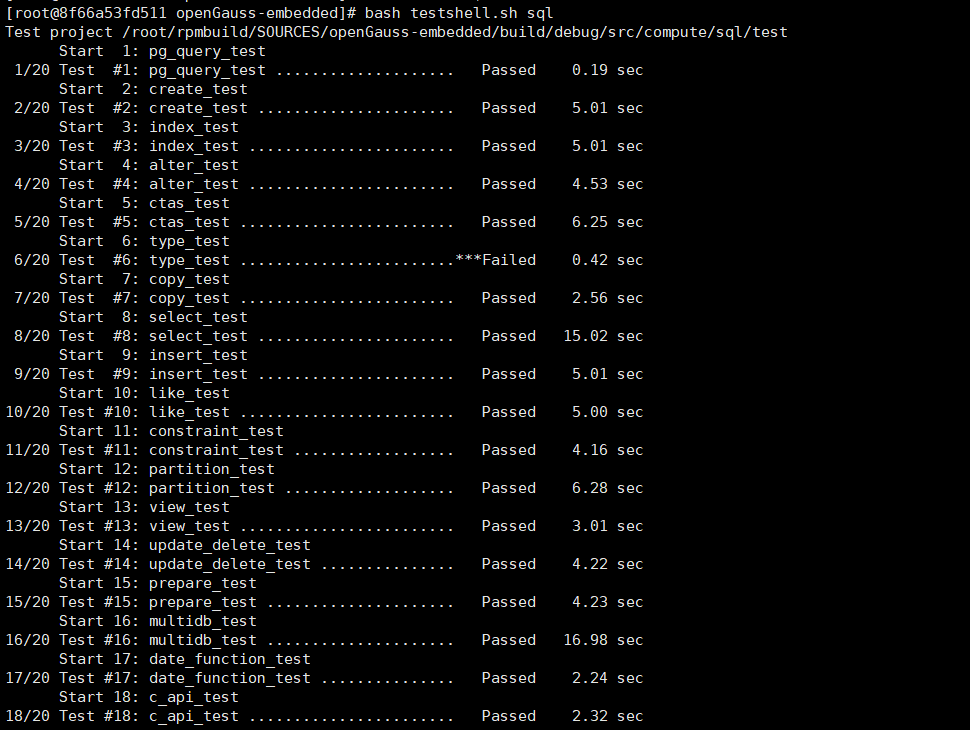 [root@8f66a53fd511 openGauss-embedded]# bash testshell.sh sql
Test project /root/rpmbuild/SOURCES/openGauss-embedded/build/debug/src/compute/sql/test
      Start  1: pg_query_test
 1/20 Test  #1: pg_query_test ....................   Passed    0.19 sec
      Start  2: create_test
 2/20 Test  #2: create_test ......................   Passed    5.01 sec
      Start  3: index_test
 3/20 Test  #3: index_test .......................   Passed    5.01 sec
      Start  4: alter_test
 4/20 Test  #4: alter_test .......................   Passed    4.53 sec
      Start  5: ctas_test
 5/20 Test  #5: ctas_test ........................   Passed    6.25 sec
      Start  6: type_test
 6/20 Test  #6: type_test ........................***Failed    0.42 sec
      Start  7: copy_test
 7/20 Test  #7: copy_test ........................   Passed    2.56 sec
      Start  8: select_test
 8/20 Test  #8: select_test ......................   Passed   15.02 sec
      Start  9: insert_test
 9/20 Test  #9: insert_test ......................   Passed    5.01 sec
      Start 10: like_test
10/20 Test #10: like_test ........................   Passed    5.00 sec
      Start 11: constraint_test
11/20 Test #11: constraint_test ..................   Passed    4.16 sec
      Start 12: partition_test
12/20 Test #12: partition_test ...................   Passed    6.28 sec
      Start 13: view_test
13/20 Test #13: view_test ........................   Passed    3.01 sec
      Start 14: update_delete_test
14/20 Test #14: update_delete_test ...............   Passed    4.22 sec
      Start 15: prepare_test
15/20 Test #15: prepare_test .....................   Passed    4.23 sec
      Start 16: multidb_test
16/20 Test #16: multidb_test .....................   Passed   16.98 sec
      Start 17: date_function_test
17/20 Test #17: date_function_test ...............   Passed    2.24 sec
      Start 18: c_api_test
18/20 Test #18: c_api_test .......................   Passed    2.32 sec